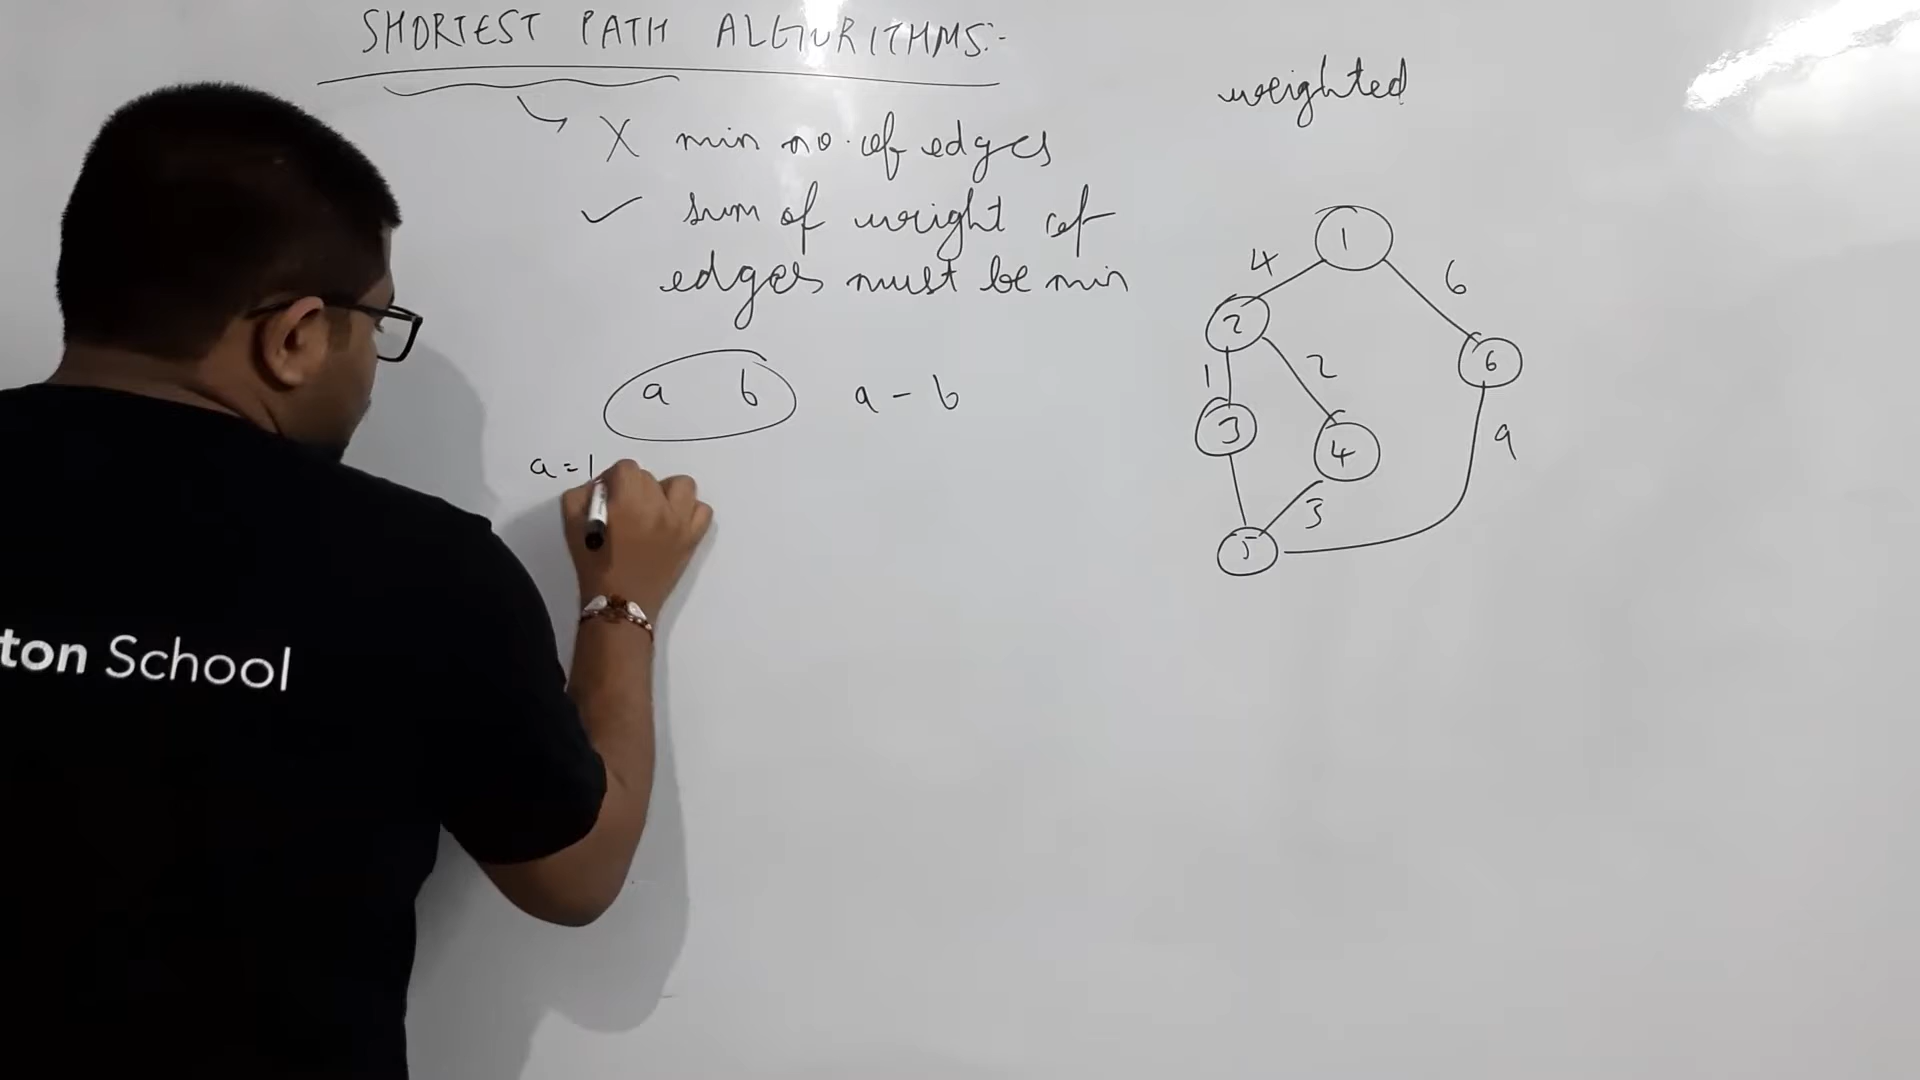 SHORTEST PATH ALGORITHMS:-
weighted
X min no. of edges
✓ sum of weight of
edges must be min
a b a - b
a = 1
1
4
6
2
1
2
6
3
4
9
3
5
ton School